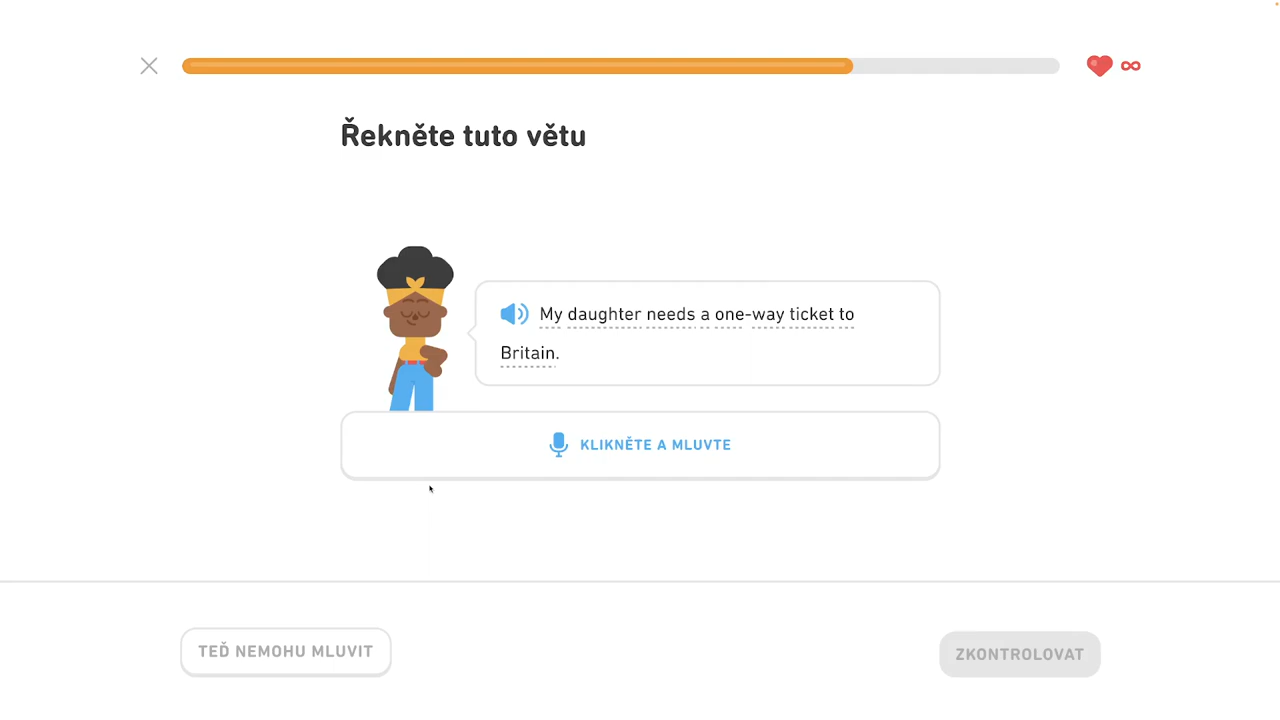 Řekněte tuto větu
My daughter needs a one-way ticket to
Britain.
KLIKNĚTE A MLUVTE
TEĎ NEMOHU MLUVIT
ZKONTROLOVAT